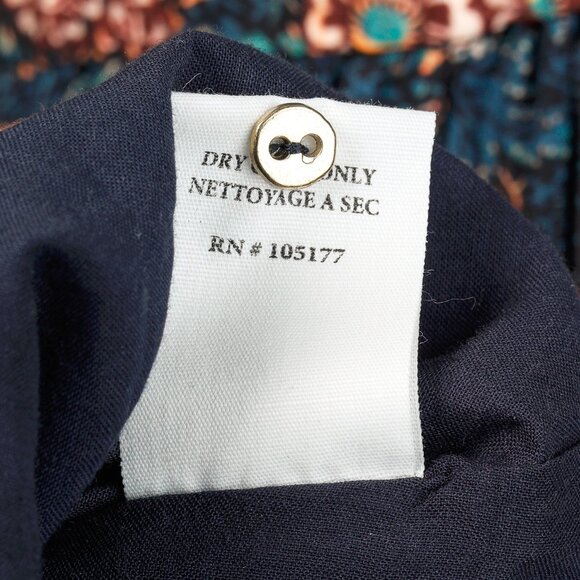 DRY ONLY
NETTOYAGE A SEC
RN # 105177